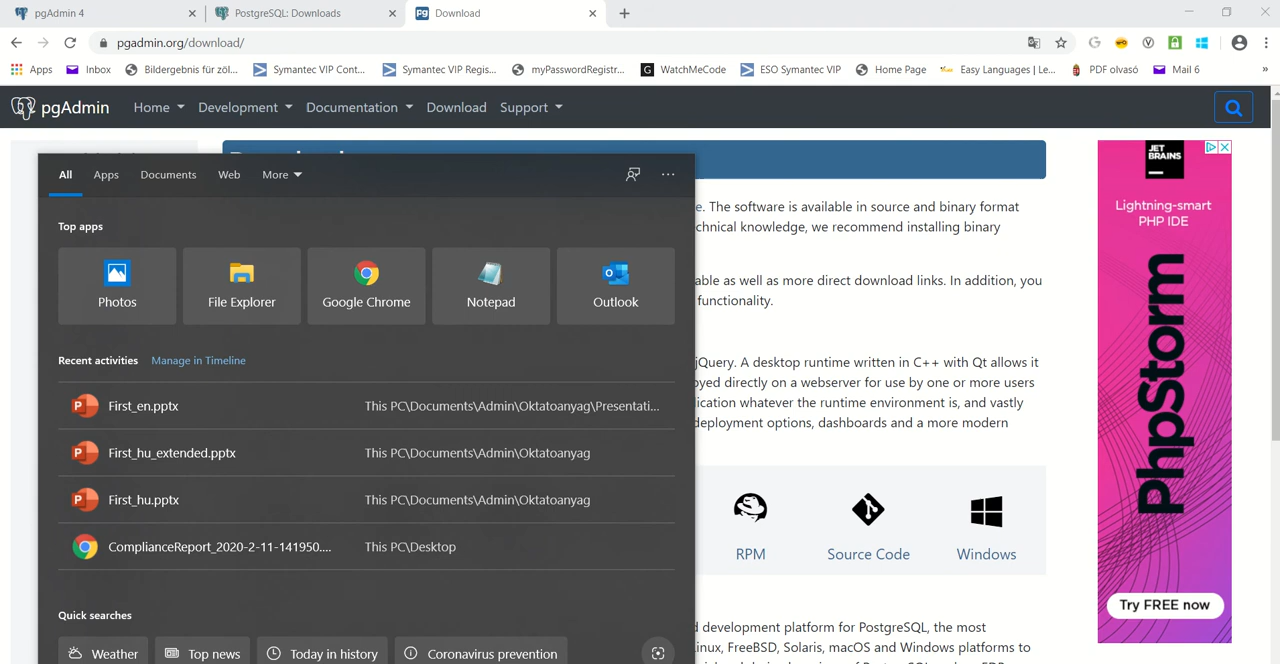 pgAdmin 4
PostgreSQL: Downloads
Download
pgadmin.org/download/
Apps
Inbox
Bildergebnis für zöl...
Symantec VIP Cont...
Symantec VIP Regis...
myPasswordRegistr...
WatchMeCode
ESO Symantec VIP
Home Page
Easy Languages | Le...
PDF olvasó
Mail 6
pgAdmin
Home
Development
Documentation
Download
Support
All
Apps
Documents
Web
More
Top apps
Photos
File Explorer
Google Chrome
Notepad
Outlook
Recent activities
Manage in Timeline
First_en.pptx
This PC\Documents\Admin\Oktatoanyag\Presentati...
First_hu_extended.pptx
This PC\Documents\Admin\Oktatoanyag
First_hu.pptx
This PC\Documents\Admin\Oktatoanyag
ComplianceReport_2020-2-11-141950....
This PC\Desktop
Quick searches
Weather
Top news
Today in history
Coronavirus prevention
e. The software is available in source and binary format
chnical knowledge, we recommend installing binary
able as well as more direct download links. In addition, you
functionality.
jQuery. A desktop runtime written in C++ with Qt allows it
oyed directly on a webserver for use by one or more users
ication whatever the runtime environment is, and vastly
deployment options, dashboards and a more modern
RPM
Source Code
Windows
d development platform for PostgreSQL, the most
inux, FreeBSD, Solaris, macOS and Windows platforms to
JET
BRAINS
Lightning-smart
PHP IDE
PhpStorm
Try FREE now